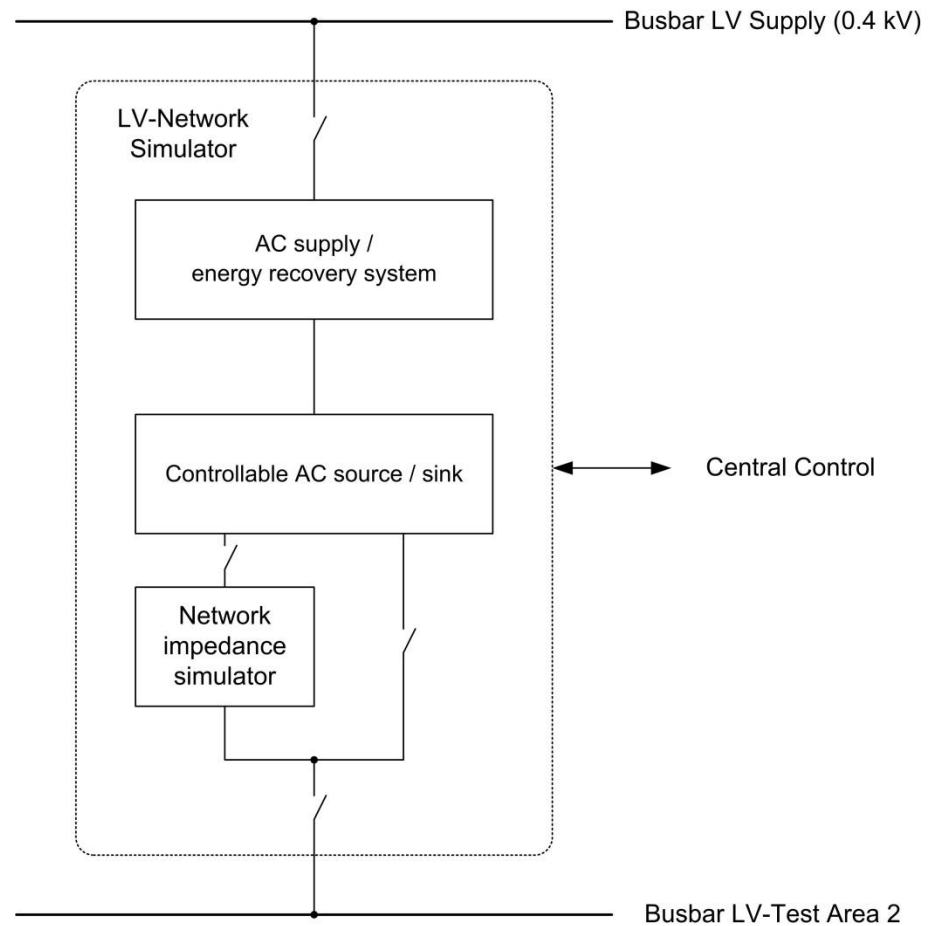 Busbar LV Supply (0.4 kV)
LV-Network
Simulator
AC supply /
energy recovery system
Controllable AC source / sink
Central Control
Network
impedance
simulator
Busbar LV-Test Area 2